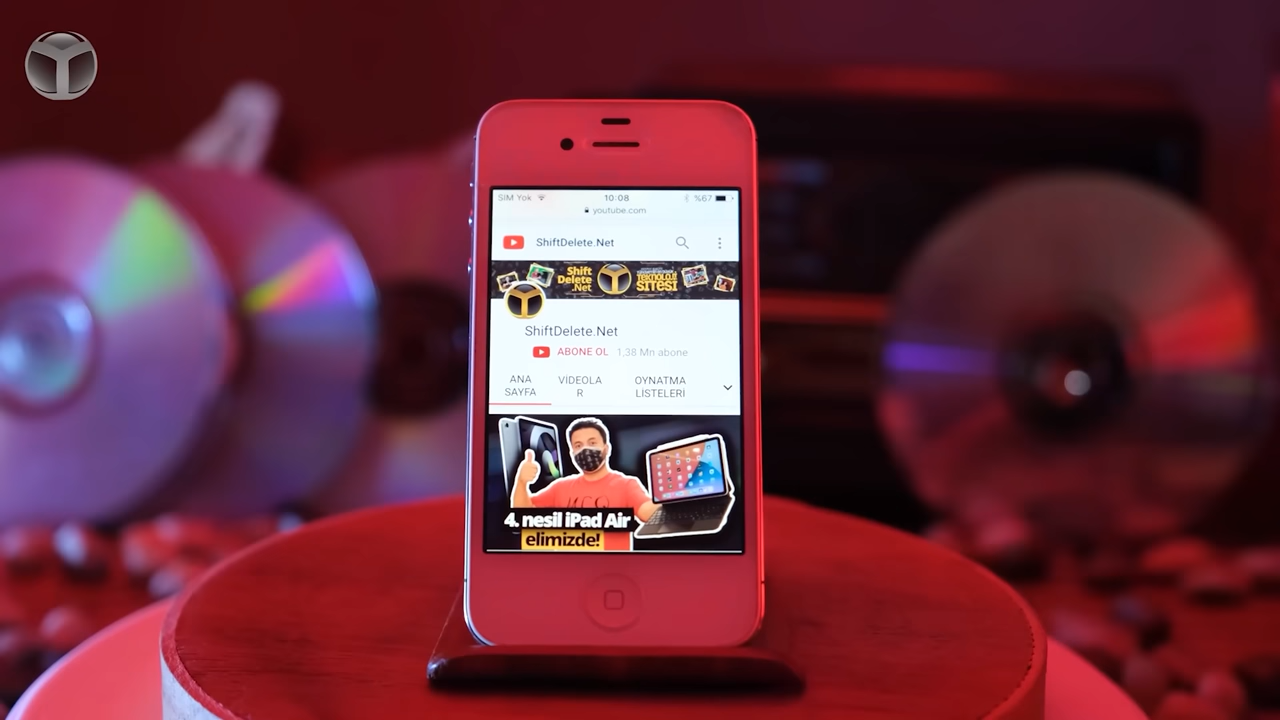 SIM Yok
10:08
%67
youtube.com
ShiftDelete.Net
Shift
Delete
.Net
TEKNOLOJİ
SİTESİ
ShiftDelete.Net
ABONE OL 1,38 Mn abone
ANA
SAYFA
VİDEOLA
R
OYNATMA
LİSTELERİ
4. nesil iPad Air
elimizde!